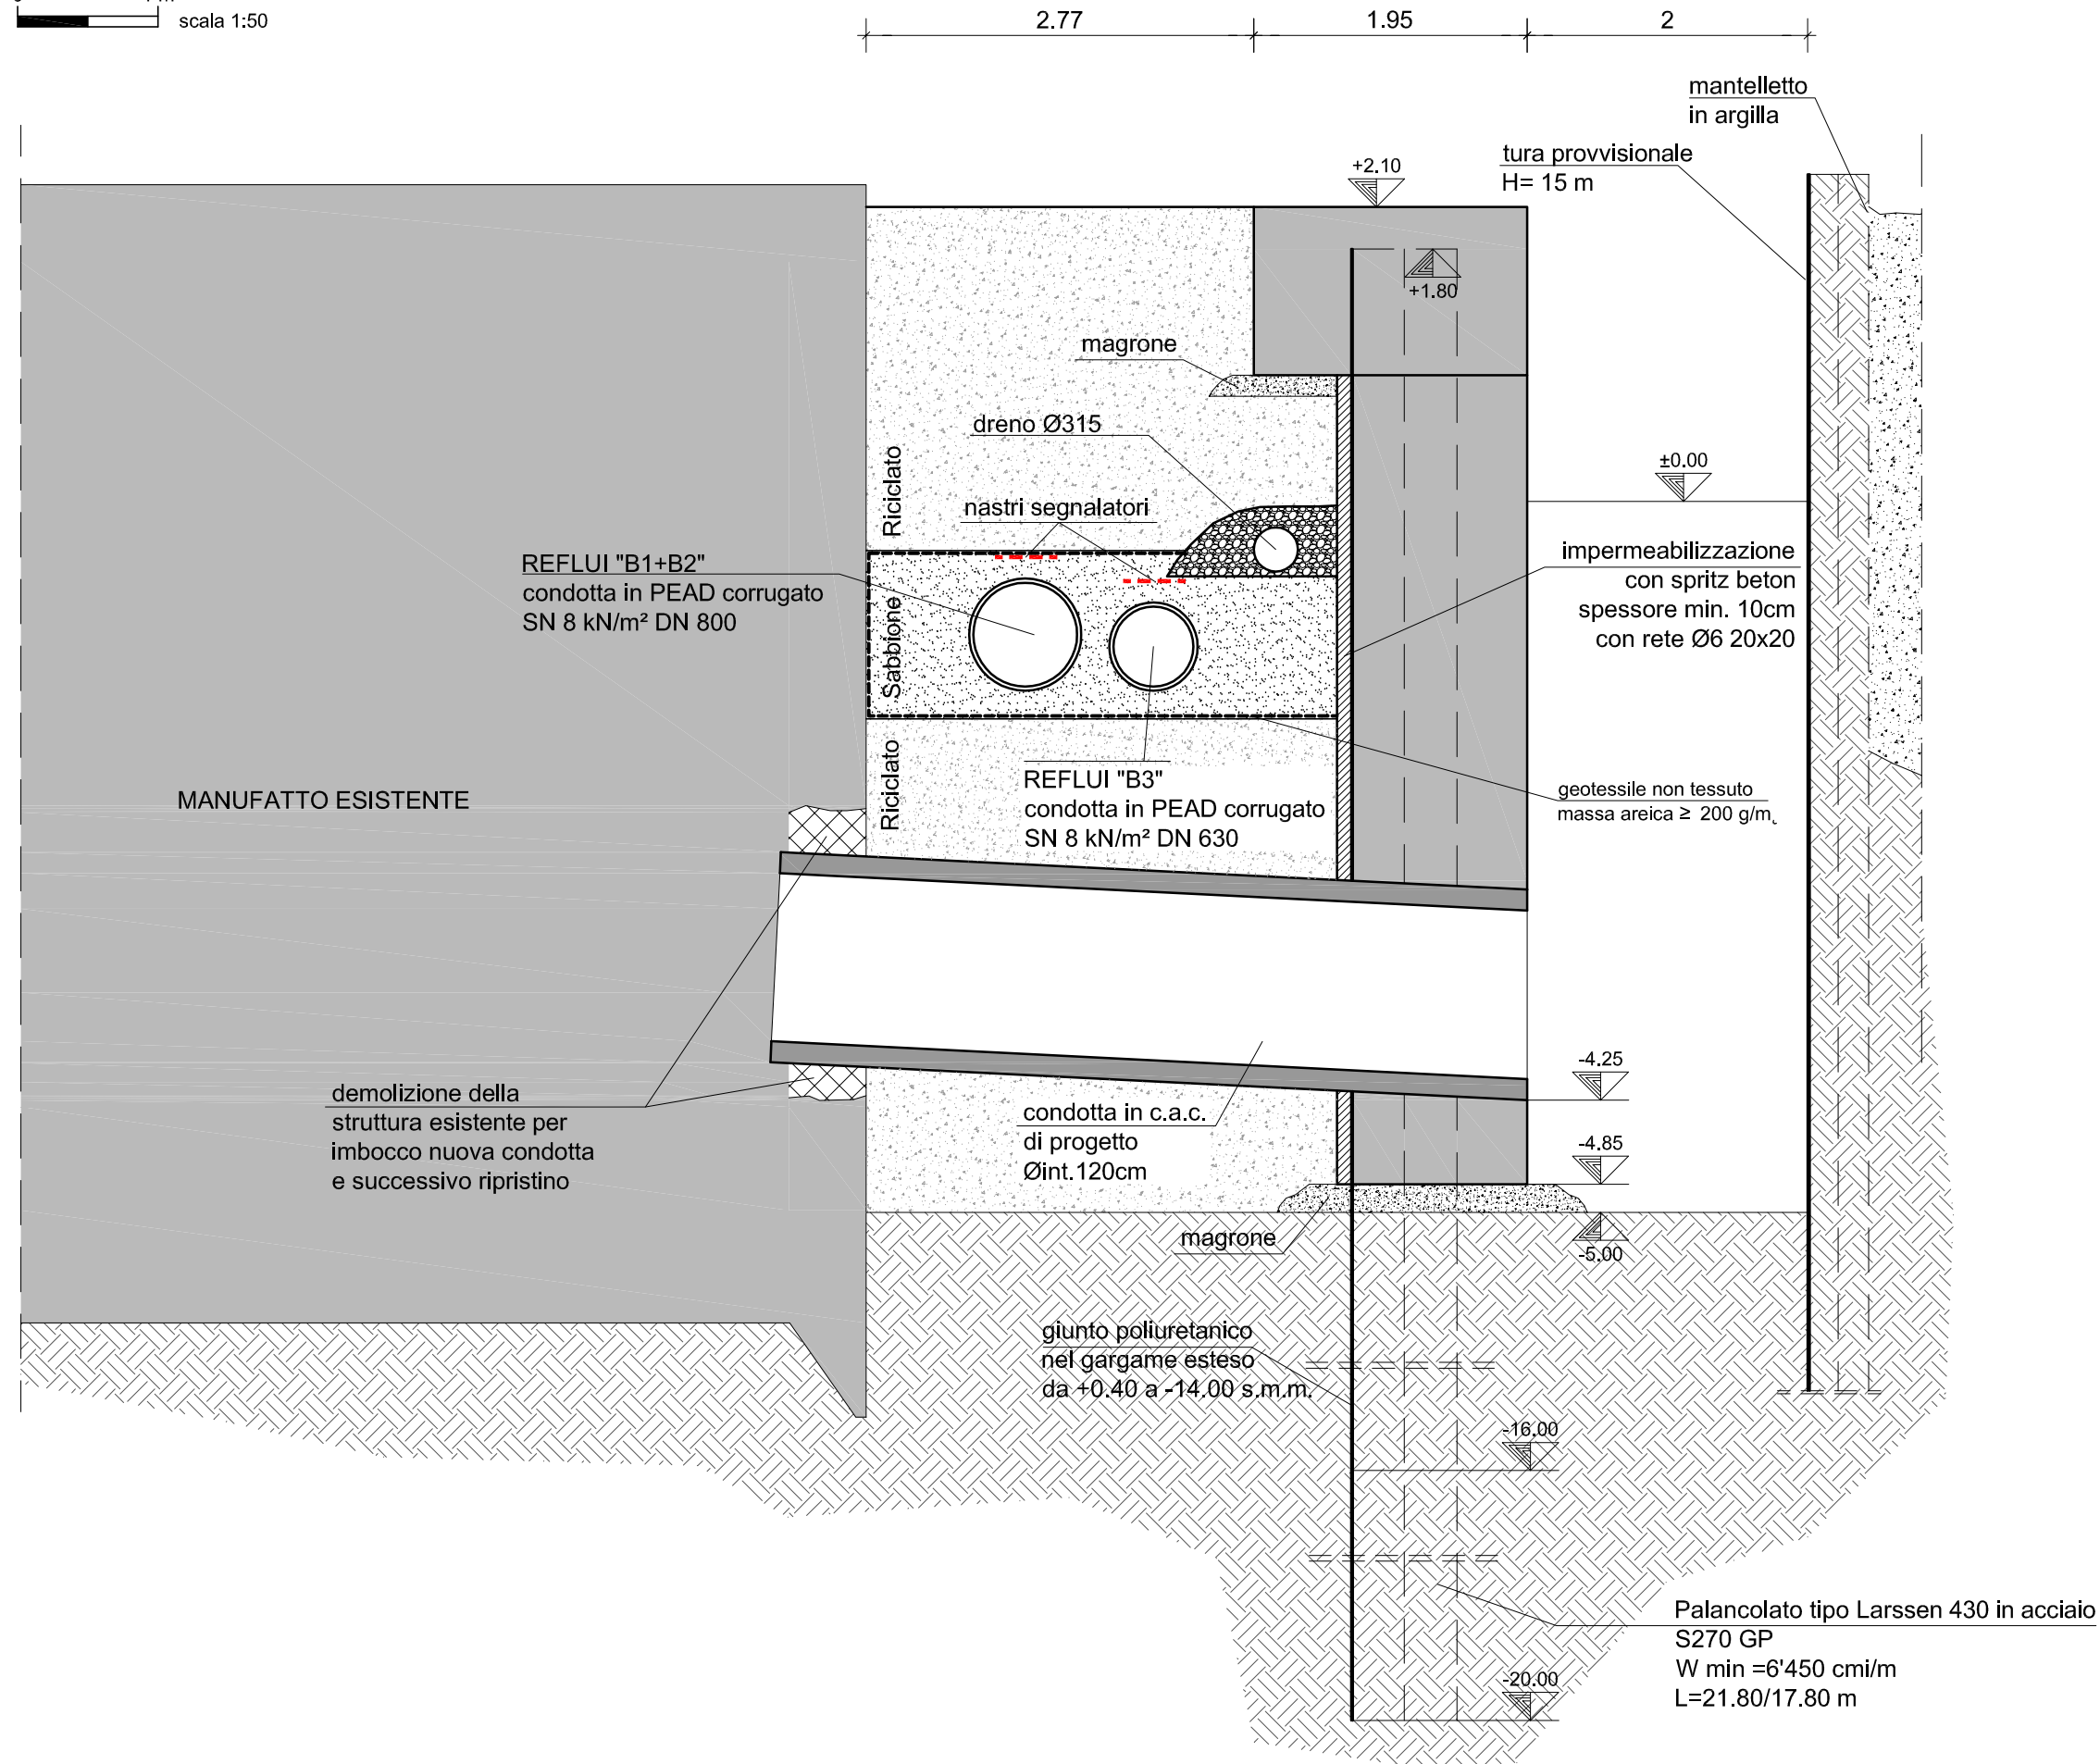 scala 1:50
2.77
1.95
2
mantelletto
in argilla
tura provvisionale
H= 15 m
+2.10
+1.80
magrone
dreno Ø315
±0.00
Riciclato
nastri segnalatori
REFLUI "B1+B2"
condotta in PEAD corrugato
SN 8 kN/m² DN 800
impermeabilizzazione
con spritz beton
spessore min. 10cm
con rete Ø6 20x20
Sabbione
Riciclato
REFLUI "B3"
condotta in PEAD corrugato
SN 8 kN/m² DN 630
geotessile non tessuto
massa areica ≥ 200 g/m
MANUFATTO ESISTENTE
-4.25
demolizione della
struttura esistente per
imbocco nuova condotta
e successivo ripristino
condotta in c.a.c.
di progetto
Øint.120cm
-4.85
magrone
-5.00
giunto poliuretanico
nel gargame esteso
da +0.40 a -14.00 s.m.m.
-16.00
Palancolato tipo Larssen 430 in acciaio
S270 GP
W min =6'450 cmi/m
L=21.80/17.80 m
-20.00